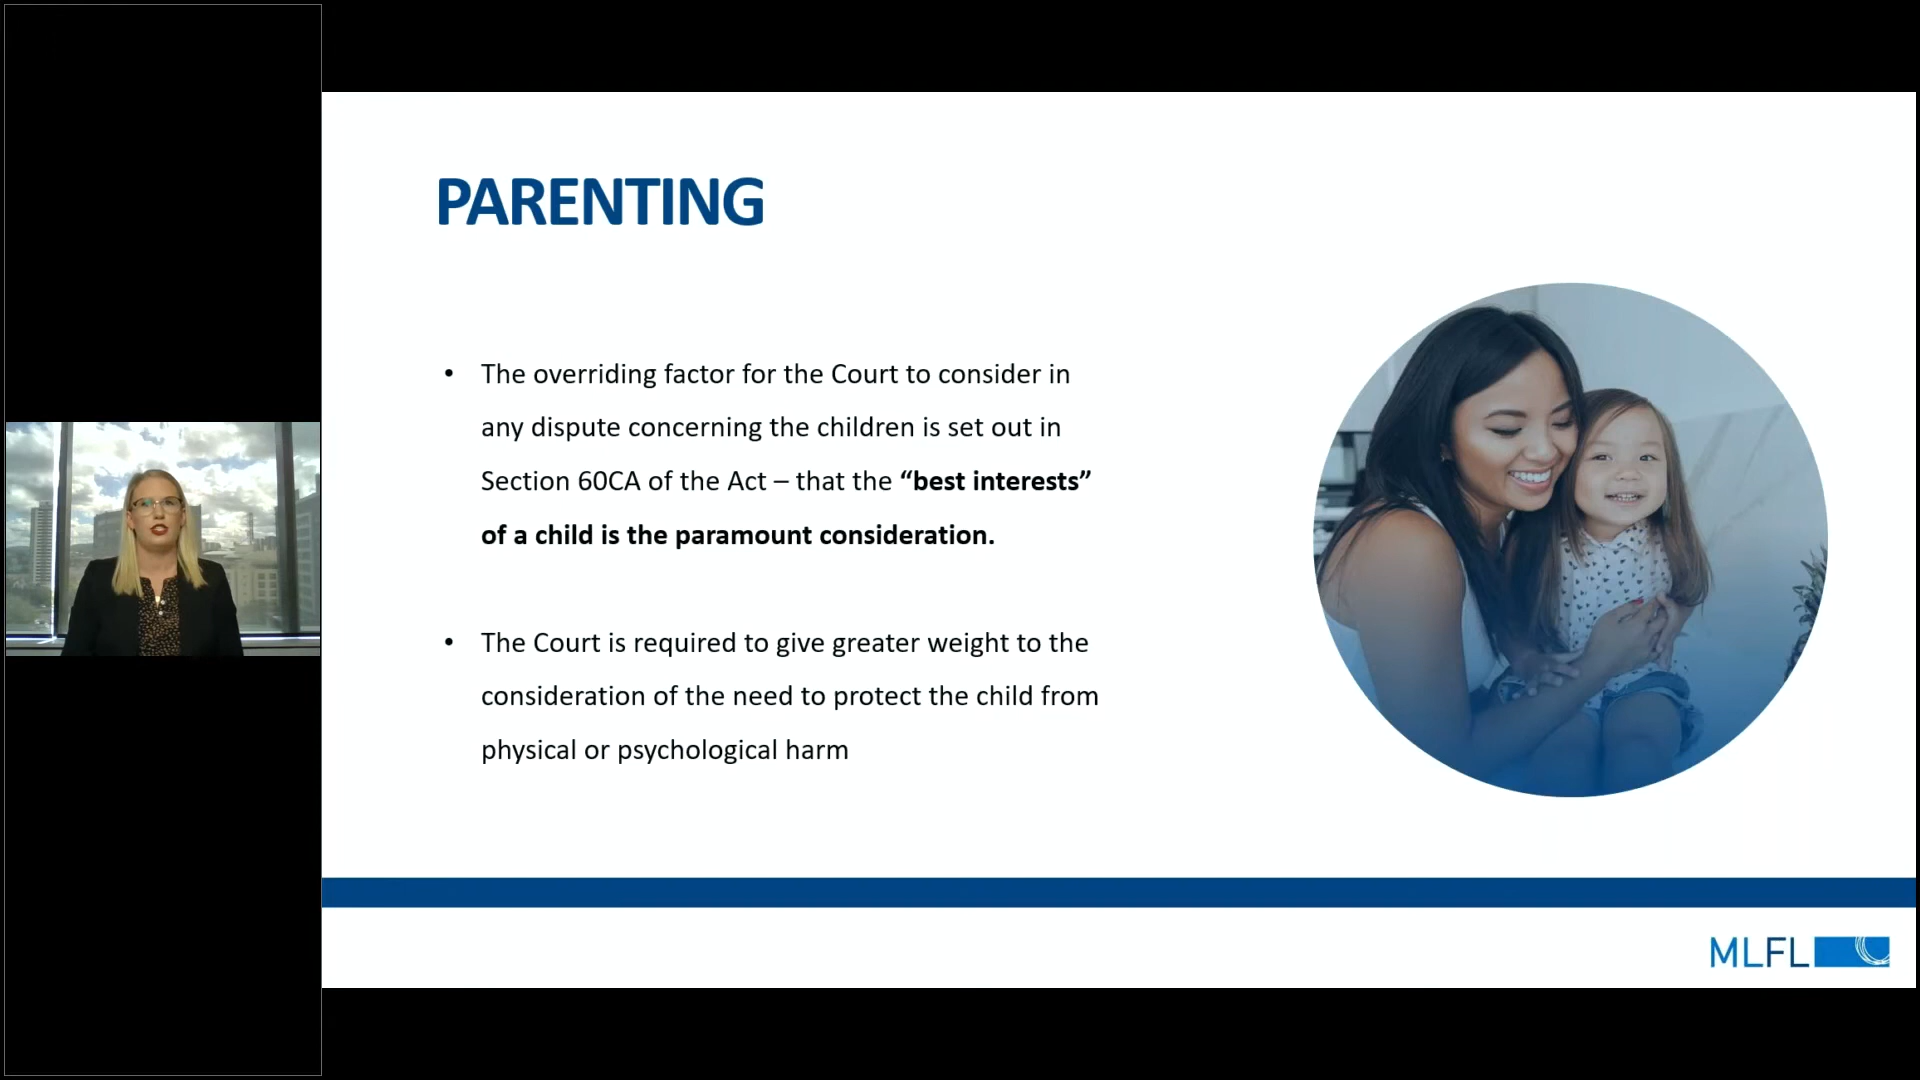 PARENTING
• The overriding factor for the Court to consider in
any dispute concerning the children is set out in
Section 60CA of the Act – that the “best interests”
of a child is the paramount consideration.
• The Court is required to give greater weight to the
consideration of the need to protect the child from
physical or psychological harm
MLFL